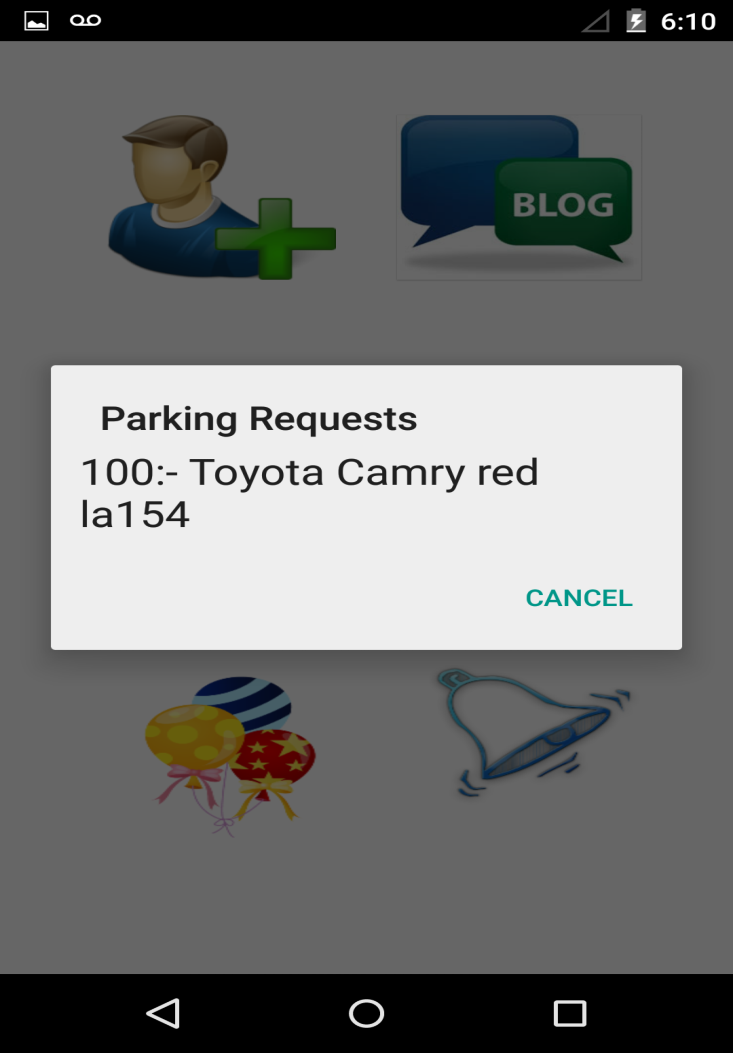 6:10
BLOG
Parking Requests
100:- Toyota Camry red
la154
CANCEL